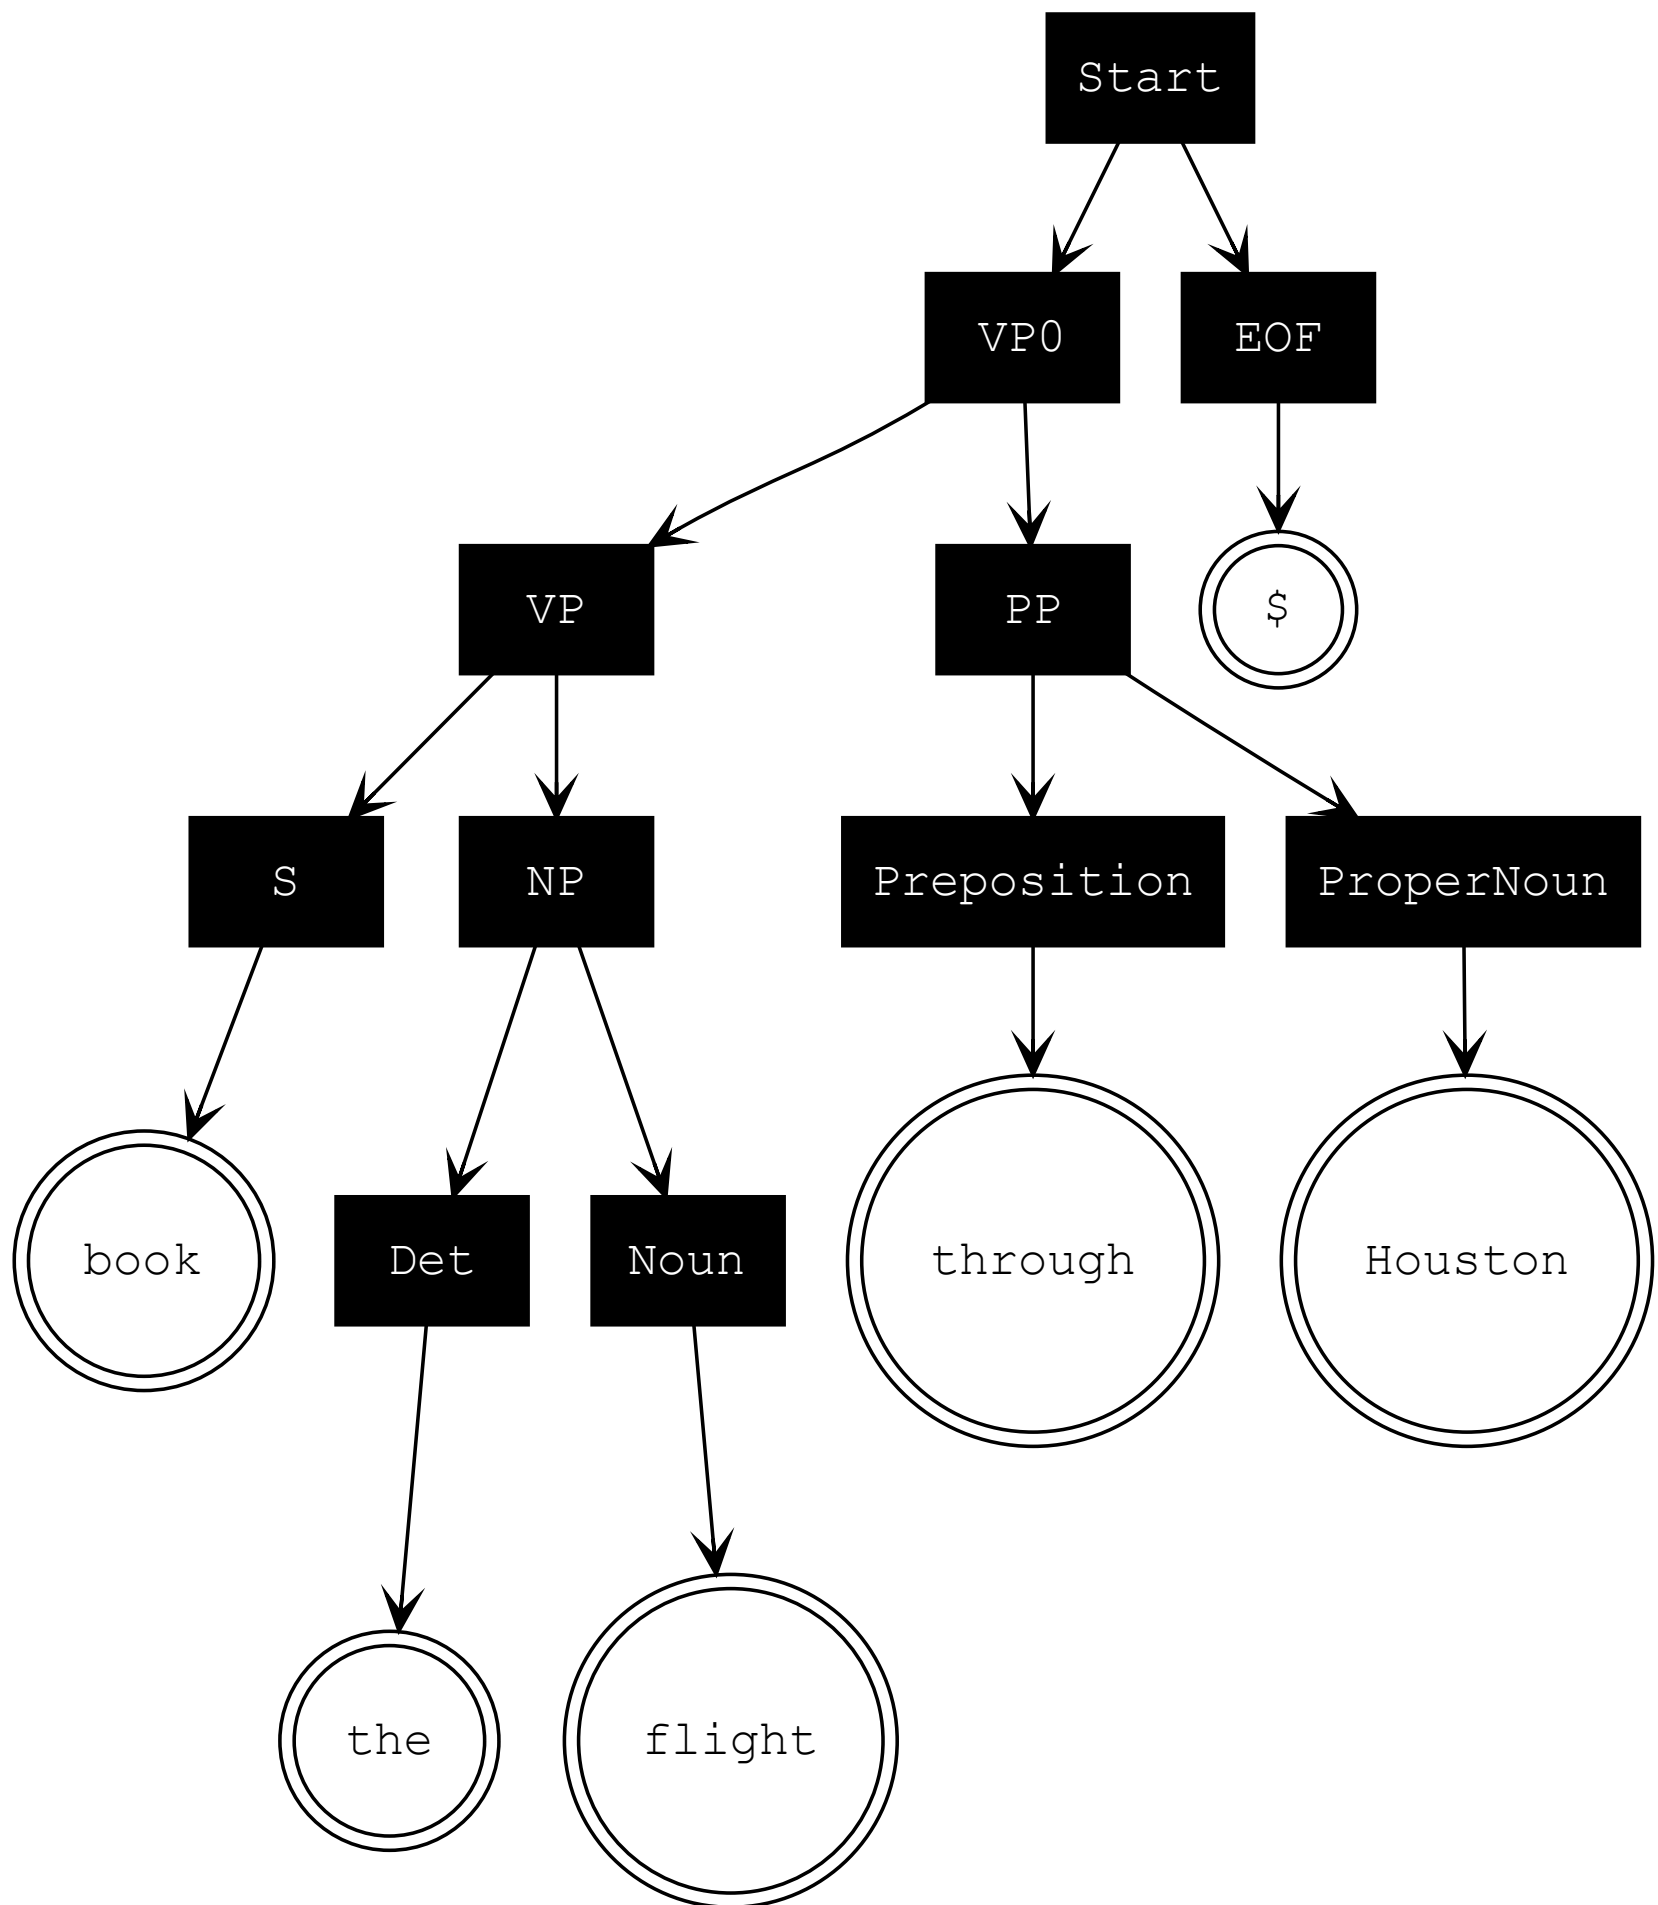 Start
VP0
EOF
VP
PP
$
S
NP
Preposition
ProperNoun
book
Det
Noun
through
Houston
the
flight